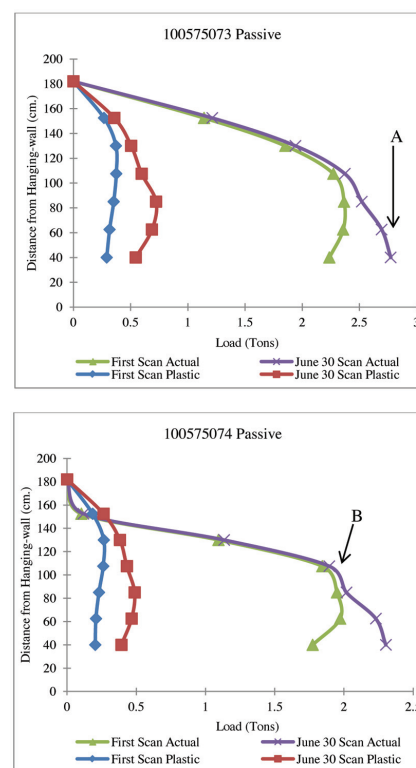 100575073 Passive
Distance from Hanging-wall (cm.)
200
180
160
140
120
100
80
60
40
20
0
A
0 0.5 1 1.5 2 2.5 3
Load (Tons)
First Scan Actual June 30 Scan Actual
First Scan Plastic June 30 Scan Plastic
100575074 Passive
Distance from Hanging-wall (cm.)
200
180
160
140
120
100
80
60
40
20
0
B
0 0.5 1 1.5 2 2.5
Load (Tons)
First Scan Actual June 30 Scan Actual
First Scan Plastic June 30 Scan Plastic